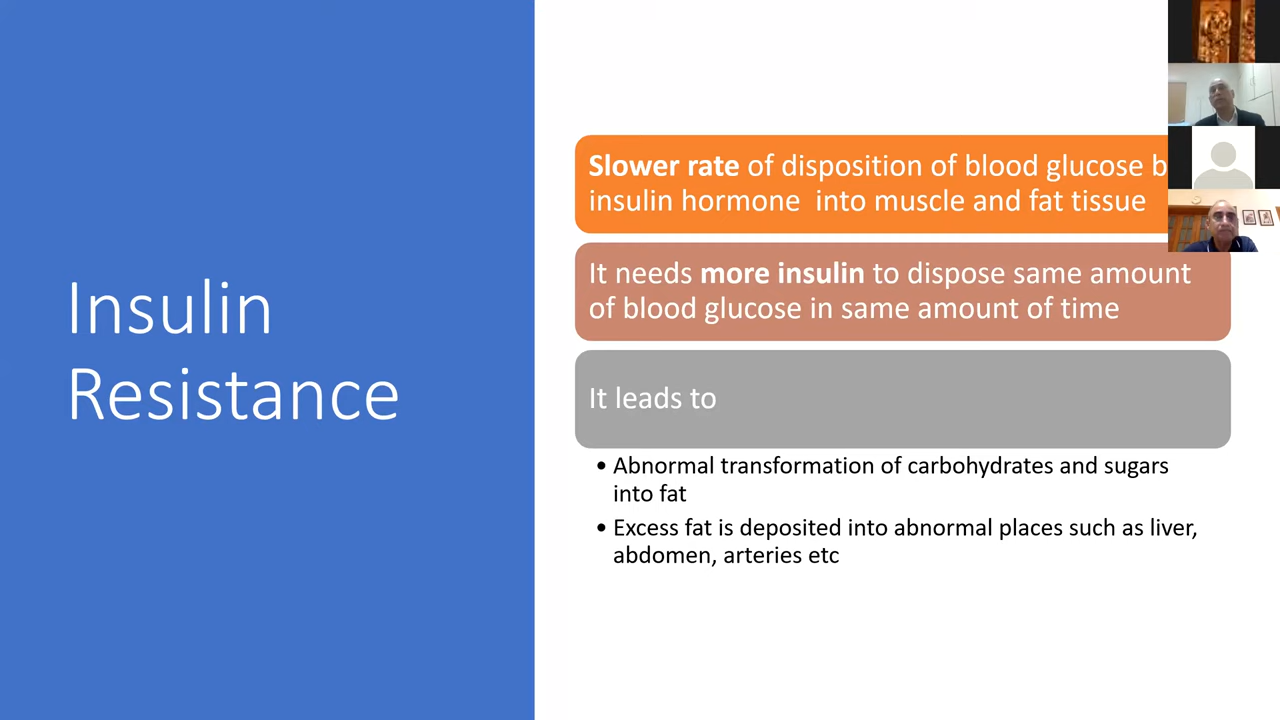 Insulin
Resistance
Slower rate of disposition of blood glucose
insulin hormone  into muscle and fat tissue
It needs more insulin to dispose same amount
of blood glucose in same amount of time
It leads to
• Abnormal transformation of carbohydrates and sugars
into fat
• Excess fat is deposited into abnormal places such as liver,
abdomen, arteries etc